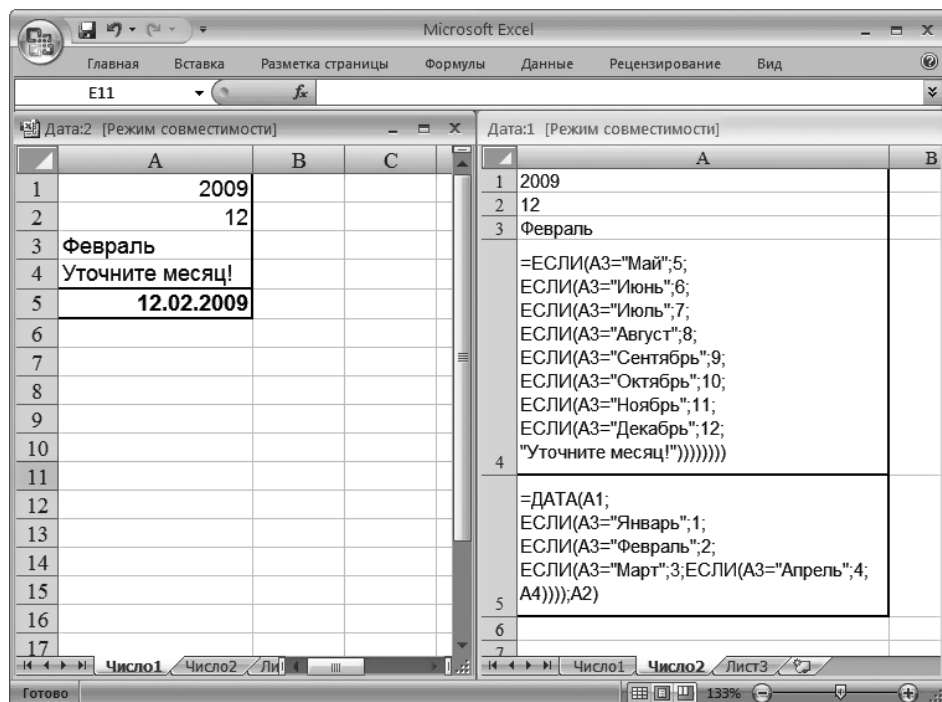 Microsoft Excel
Главная Вставка Разметка страницы Формулы Данные Рецензирование Вид
E11 fx
Дата:2 [Режим совместимости]
A B C
1 2009
2 12
3 Февраль
4 Уточните месяц!
5 12.02.2009
6
7
8
9
10
11
12
13
14
15
16
17
Число1 Число2 Ли
Дата:1 [Режим совместимости]
A B
1 2009
2 12
3 Февраль
=ЕСЛИ(A3="Май";5;
ЕСЛИ(A3="Июнь";6;
ЕСЛИ(A3="Июль";7;
ЕСЛИ(A3="Август";8;
ЕСЛИ(A3="Сентябрь";9;
ЕСЛИ(A3="Октябрь";10;
ЕСЛИ(A3="Ноябрь";11;
ЕСЛИ(A3="Декабрь";12;
4 "Уточните месяц!"))))))))
=ДАТА(A1;
ЕСЛИ(A3="Январь";1;
ЕСЛИ(A3="Февраль";2;
ЕСЛИ(A3="Март";3;ЕСЛИ(A3="Апрель";4;
5 A4))));A2)
6
7
Число1 Число2 Лист3
Готово 133%